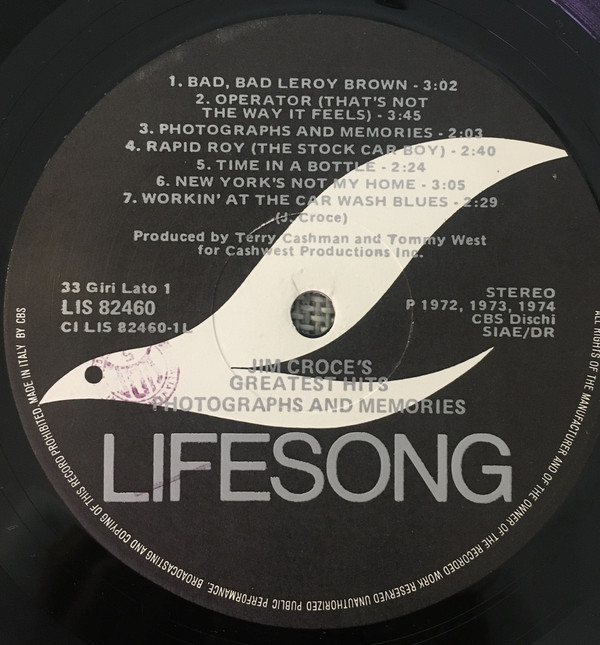 1. BAD, BAD LEROY BROWN - 3:02
2. OPERATOR (THAT'S NOT
THE WAY IT FEELS) - 3:45
3. PHOTOGRAPHS AND MEMORIES - 2:03
4. RAPID ROY (THE STOCK CAR BOY) - 2:40
5. TIME IN A BOTTLE - 2:24
6. NEW YORK'S NOT MY HOME - 3:05
7. WORKIN' AT THE CAR WASH BLUES - 2:29
(J. Croce)
Produced by Terry Cashman and Tommy West
for Cashwest Productions Inc.
33 Giri Lato 1
LIS 82460
CI LIS 82460-1L
STEREO
P 1972, 1973, 1974
CBS Dischi
SIAE/DR
JIM CROCE'S
GREATEST HITS
PHOTOGRAPHS AND MEMORIES
LIFESONG
ALL RIGHTS OF THE MANUFACTURER AND OF THE OWNER OF THE RECORDED WORK RESERVED UNAUTHORIZED PUBLIC PERFORMANCE BROADCASTING AND COPYING OF THIS RECORD PROHIBITED. MADE IN ITALY BY CBS